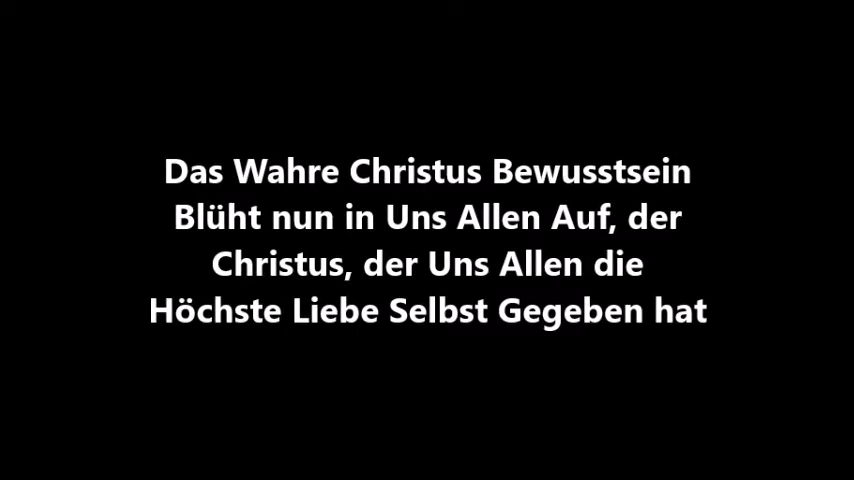 Das Wahre Christus Bewusstsein
Blüht nun in Uns Allen Auf, der
Christus, der Uns Allen die
Höchste Liebe Selbst Gegeben hat